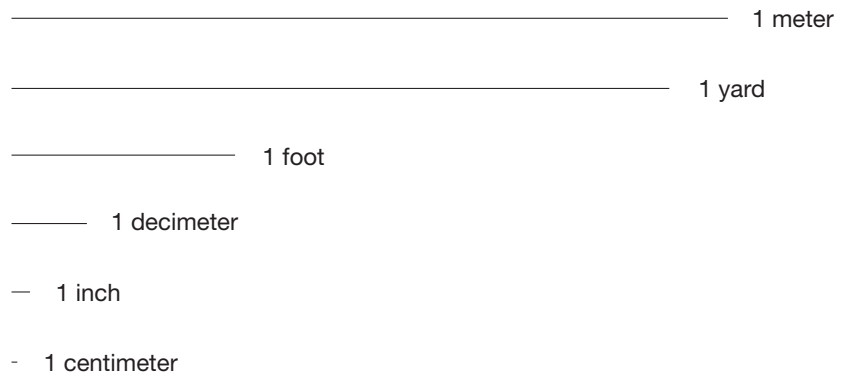 1 meter
1 yard
1 foot
1 decimeter
1 inch
1 centimeter